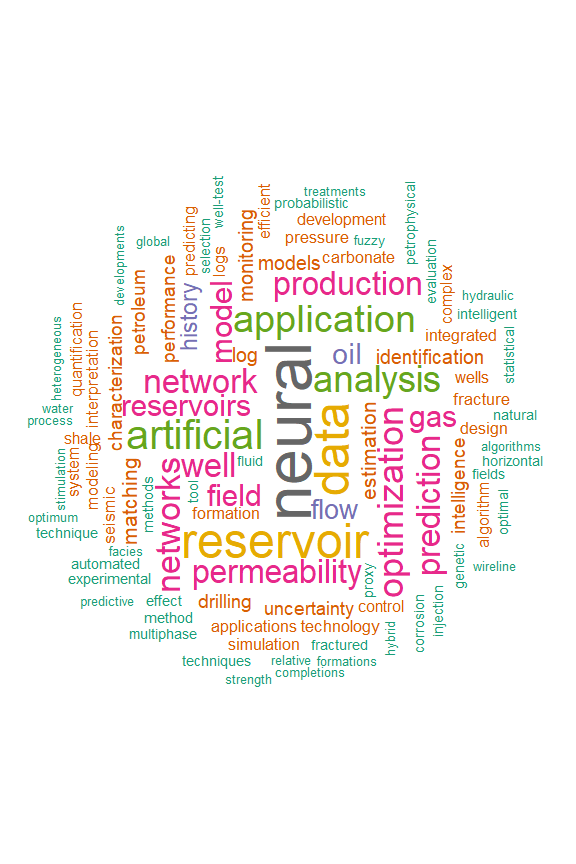 treatments
probabilistic
well-test
efficient
development
petrophysical
predicting
selection
pressure
fuzzy
developments
global
logs
monitoring
models
carbonate
evaluation
complex
petroleum
performance
history
model
production
hydraulic
intelligent
application
heterogeneous
quantification
interpretation
characterization
log
oil
identification
integrated
statistical
network
neural
analysis
wells
water
process
reservoirs
data
estimation
optimization
gas
fracture
natural
design
shale
artificial
prediction
intelligence
algorithms
horizontal
stimulation
system
modeling
matching
methods
networks
well
fluid
tool
field
flow
fields
algorithm
optimal
optimum
technique
seismic
formation
facies
reservoir
genetic
wireline
automated
experimental
permeability
proxy
predictive
effect
drilling
uncertainty
control
method
multiphase
applications
technology
hybrid
corrosion
injection
simulation
fractured
techniques
relative
formations
strength
completions